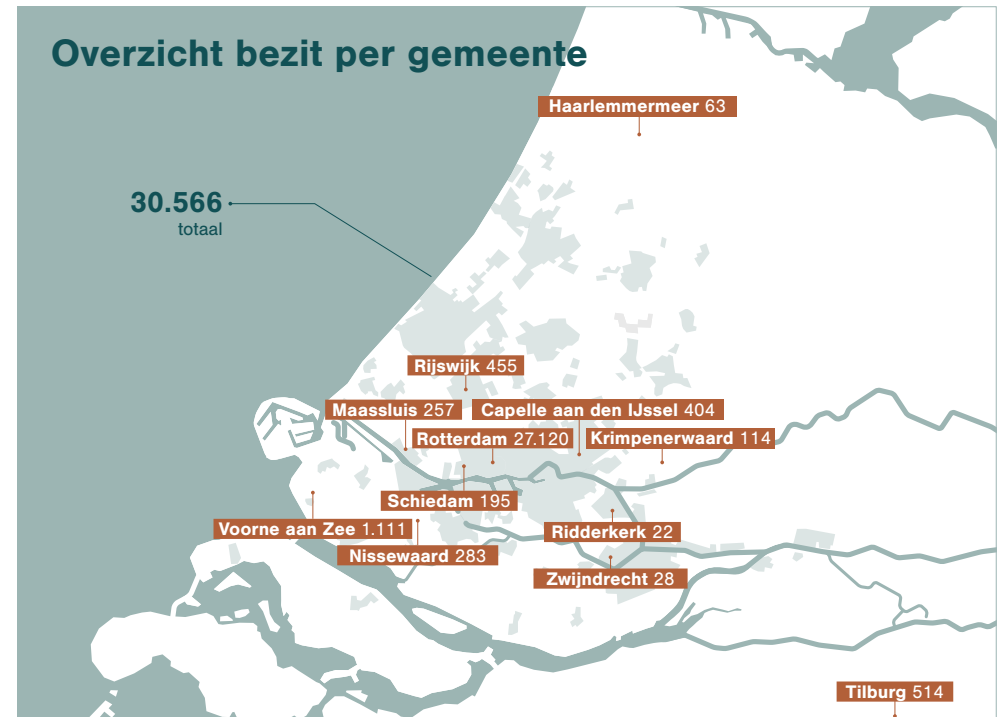 Overzicht bezit per gemeente
Haarlemmermeer 63
30.566
totaal
Rijswijk 455
Maassluis 257
Capelle aan den IJssel 404
Rotterdam 27.120
Krimpenerwaard 114
Schiedam 195
Voorne aan Zee 1.111
Ridderkerk 22
Nissewaard 283
Zwijndrecht 28
Tilburg 514